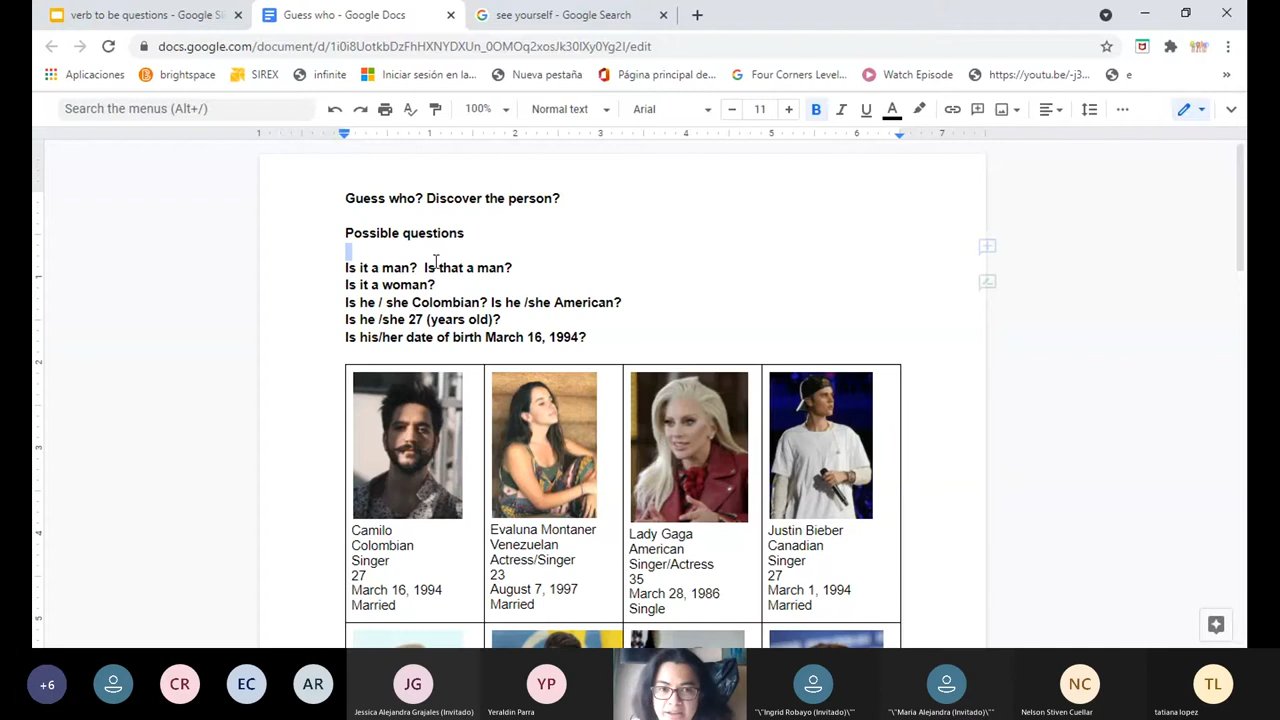 verb to be questions - Google Sl
Guess who - Google Docs
see yourself - Google Search
docs.google.com/document/d/1i0i8UotkbDzFhHXNYDXUn_0OMOq2xosJk30lXy0Yg2I/edit
Aplicaciones
brightspace
SIREX
infinite
Iniciar sesión en la...
Nueva pestaña
Página principal de...
Four Corners Level...
Watch Episode
https://youtu.be/-j3...
e
Search the menus (Alt+/)
100%
Normal text
Arial
11
Guess who? Discover the person?
Possible questions
Is it a man? Is that a man?
Is it a woman?
Is he / she Colombian? Is he /she American?
Is he /she 27 (years old)?
Is his/her date of birth March 16, 1994?
Camilo
Colombian
Singer
27
March 16, 1994
Married
Evaluna Montaner
Venezuelan
Actress/Singer
23
August 7, 1997
Married
Lady Gaga
American
Singer/Actress
35
March 28, 1986
Single
Justin Bieber
Canadian
Singer
27
March 1, 1994
Married
+6
CR
EC
AR
JG
Jessica Alejandra Grajales (Invitado)
YP
Yeraldin Parra
"\"Ingrid Robayo (Invitado)\""
"\"Maria Alejandra (Invitado)\"
NC
Nelson Stiven Cuellar
TL
tatiana lopez